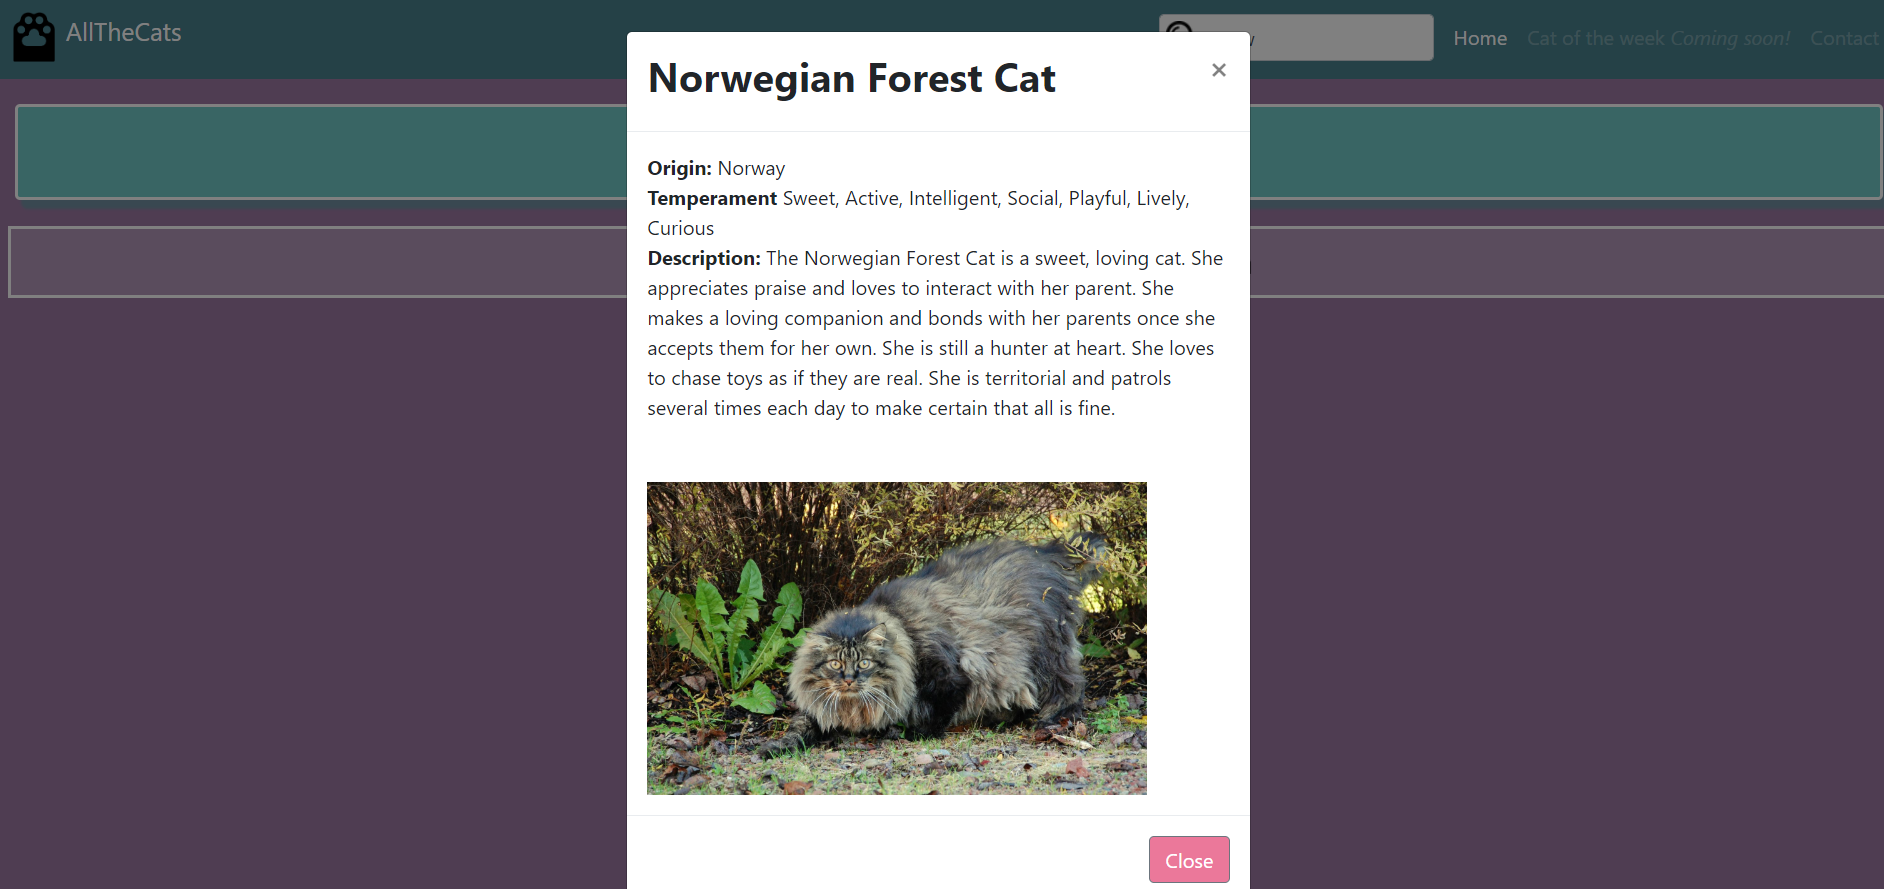 AllTheCats
Home Cat of the week Coming soon! Contact
Norwegian Forest Cat
×
Origin: Norway
Temperament Sweet, Active, Intelligent, Social, Playful, Lively,
Curious
Description: The Norwegian Forest Cat is a sweet, loving cat. She
appreciates praise and loves to interact with her parent. She
makes a loving companion and bonds with her parents once she
accepts them for her own. She is still a hunter at heart. She loves
to chase toys as if they are real. She is territorial and patrols
several times each day to make certain that all is fine.
Close